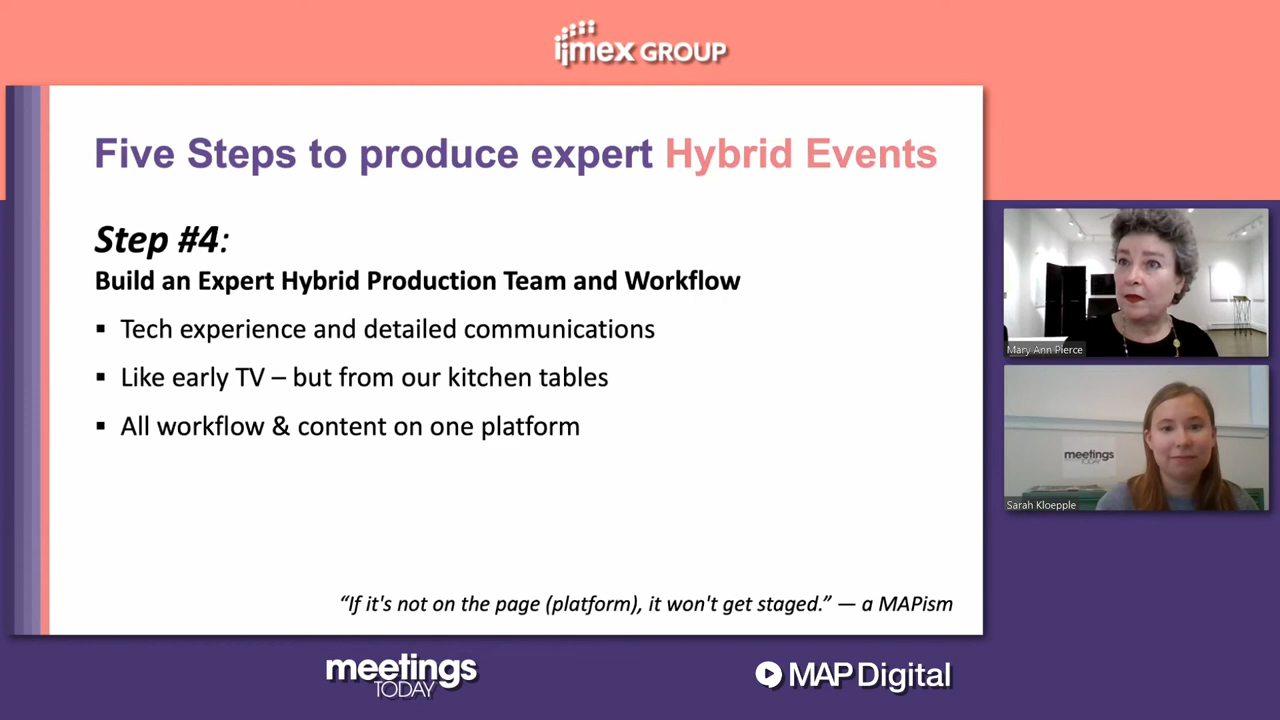 imex GROUP
Five Steps to produce expert Hybrid Events
Step #4:
Build an Expert Hybrid Production Team and Workflow
▪ Tech experience and detailed communications
▪ Like early TV – but from our kitchen tables
▪ All workflow & content on one platform
“If it's not on the page (platform), it won't get staged.” — a MAPism
Mary Ann Pierce
meetings
TODAY
Sarah Kloepple
meetings
TODAY
MAP Digital